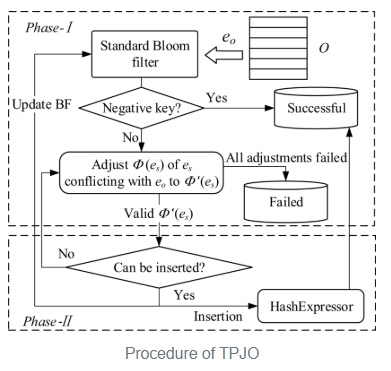 Phase-I
Standard Bloom
filter
eₒ
O
Update BF
Negative key?
Yes
Successful
No
Adjust Φ(eₛ) of eₛ
conflicting with eₒ to Φ'(eₛ)
All adjustments failed
Failed
Valid Φ'(eₛ)
No
Can be inserted?
Yes
Insertion
HashExpressor
Phase-II
Procedure of TPJO